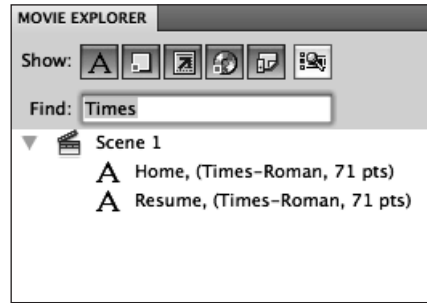 MOVIE EXPLORER
Show: A
Find: Times
Scene 1
A Home, (Times-Roman, 71 pts)
A Resume, (Times-Roman, 71 pts)